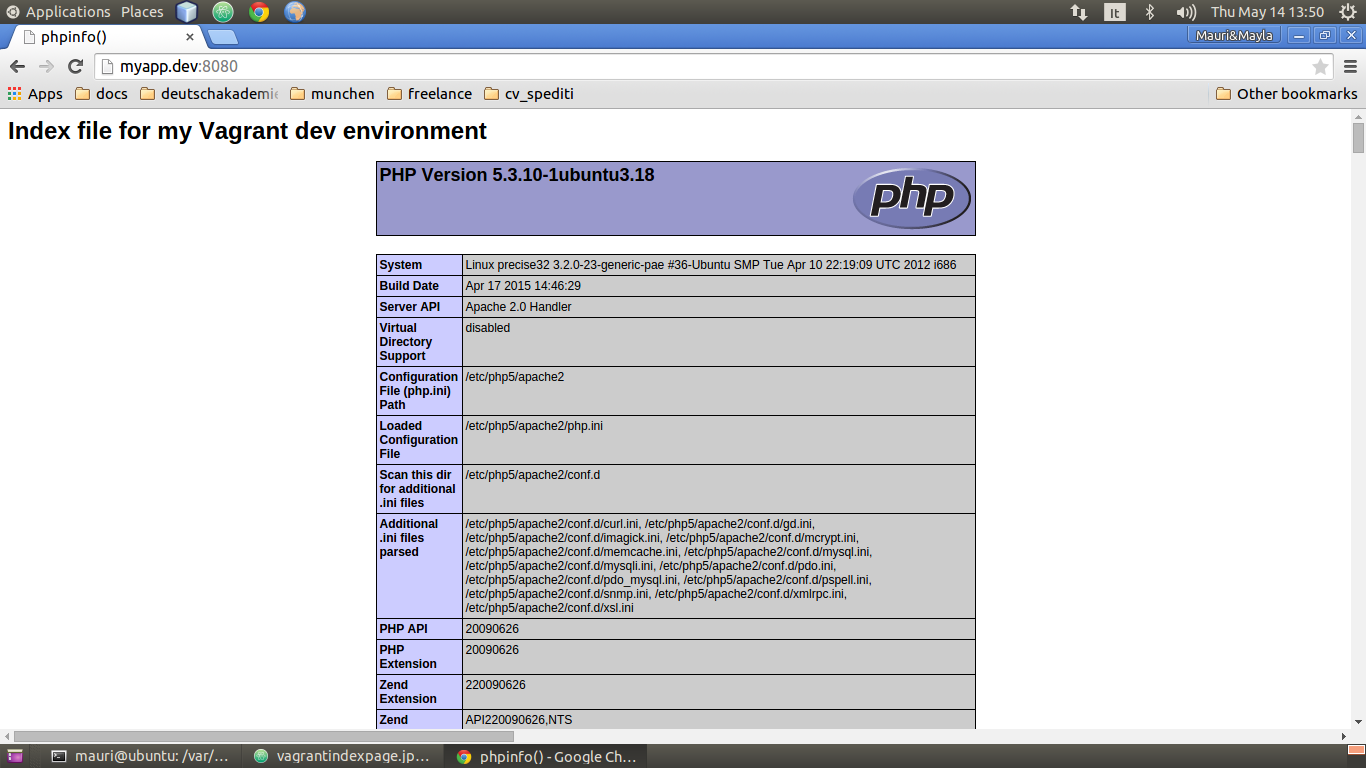 Applications Places It Thu May 14 13:50
phpinfo() × Mauri&Mayla
myapp.dev:8080
Apps docs deutschakademie munchen freelance cv_spediti Other bookmarks
Index file for my Vagrant dev environment
PHP Version 5.3.10-1ubuntu3.18
php
System Linux precise32 3.2.0-23-generic-pae #36-Ubuntu SMP Tue Apr 10 22:19:09 UTC 2012 i686
Build Date Apr 17 2015 14:46:29
Server API Apache 2.0 Handler
Virtual disabled
Directory
Support
Configuration /etc/php5/apache2
File (php.ini)
Path
Loaded /etc/php5/apache2/php.ini
Configuration
File
Scan this dir /etc/php5/apache2/conf.d
for additional
.ini files
Additional /etc/php5/apache2/conf.d/curl.ini, /etc/php5/apache2/conf.d/gd.ini,
.ini files /etc/php5/apache2/conf.d/imagick.ini, /etc/php5/apache2/conf.d/mcrypt.ini,
parsed /etc/php5/apache2/conf.d/memcache.ini, /etc/php5/apache2/conf.d/mysql.ini,
/etc/php5/apache2/conf.d/mysqli.ini, /etc/php5/apache2/conf.d/pdo.ini,
/etc/php5/apache2/conf.d/pdo_mysql.ini, /etc/php5/apache2/conf.d/pspell.ini,
/etc/php5/apache2/conf.d/snmp.ini, /etc/php5/apache2/conf.d/xmlrpc.ini,
/etc/php5/apache2/conf.d/xsl.ini
PHP API 20090626
PHP 20090626
Extension
Zend 220090626
Extension
Zend API220090626,NTS
mauri@ubuntu: /var/... vagrantindexpage.jp... phpinfo() - Google Ch...